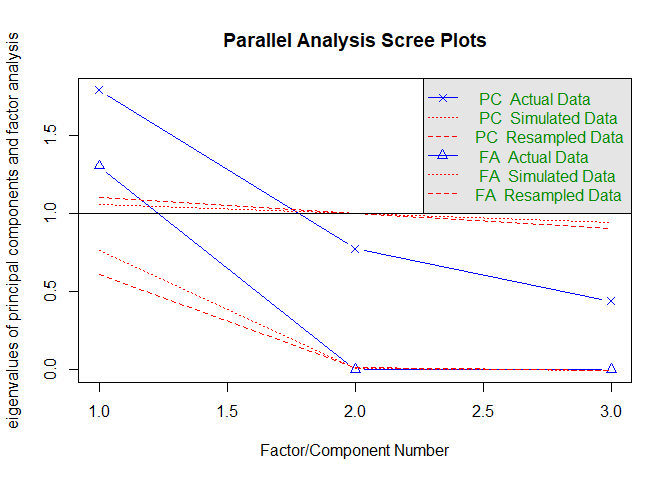 Parallel Analysis Scree Plots
eigenvalues of principal components and factor analysis
1.5
1.0
0.5
0.0
PC Actual Data
PC Simulated Data
PC Resampled Data
FA Actual Data
FA Simulated Data
FA Resampled Data
1.0 1.5 2.0 2.5 3.0
Factor/Component Number